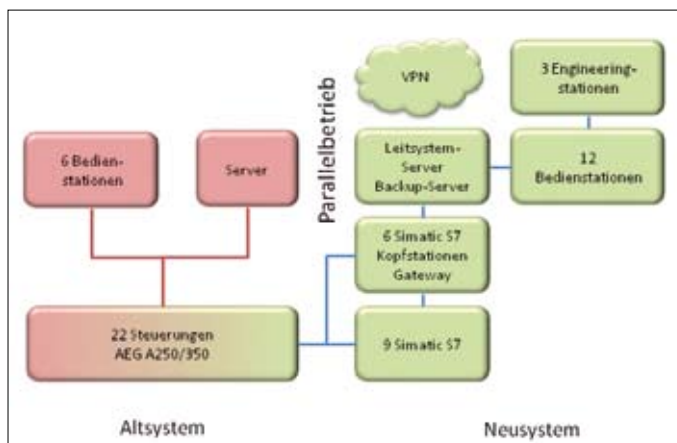 6 Bedien-
stationen
Server
22 Steuerungen
AEG A250/350
Altsystem
Parallelbetrieb
VPN
3 Engineering-
stationen
Leitsystem-
Server
Backup-Server
12
Bedienstationen
6 Simatic S7
Kopfstationen
Gateway
9 Simatic S7
Neusystem